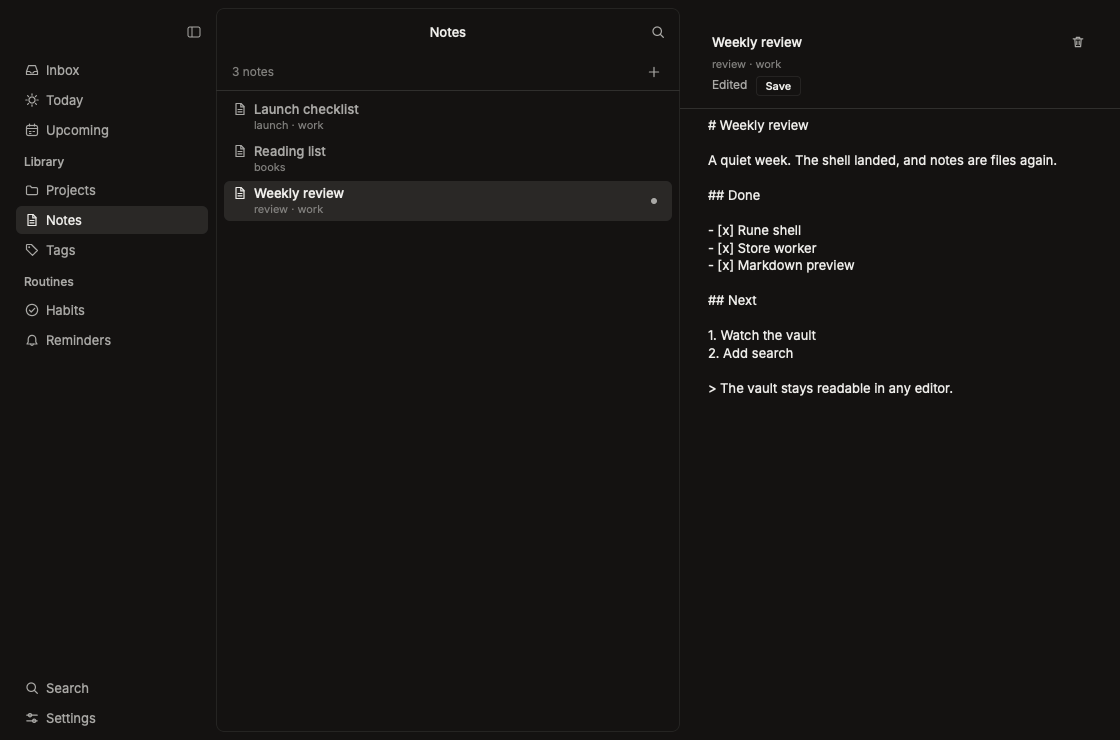 Inbox
Today
Upcoming
Library
Projects
Notes
Tags
Routines
Habits
Reminders
Search
Settings
Notes
3 notes
Launch checklist
launch · work
Reading list
books
Weekly review
review · work
Weekly review
review · work
Edited Save
# Weekly review
A quiet week. The shell landed, and notes are files again.
## Done
- [x] Rune shell
- [x] Store worker
- [x] Markdown preview
## Next
1. Watch the vault
2. Add search
> The vault stays readable in any editor.